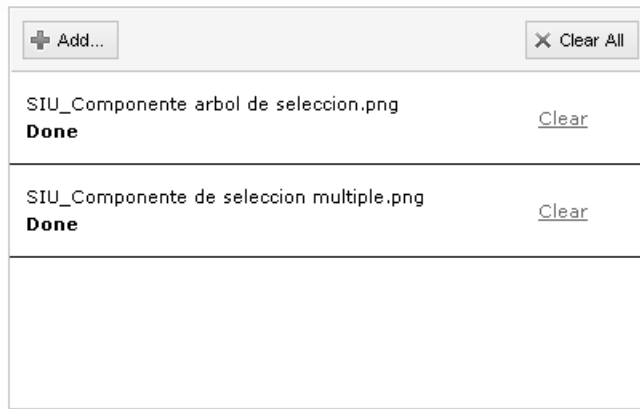 Add... Clear All
SIU_Componente arbol de seleccion.png
Done Clear
SIU_Componente de seleccion multiple.png
Done Clear